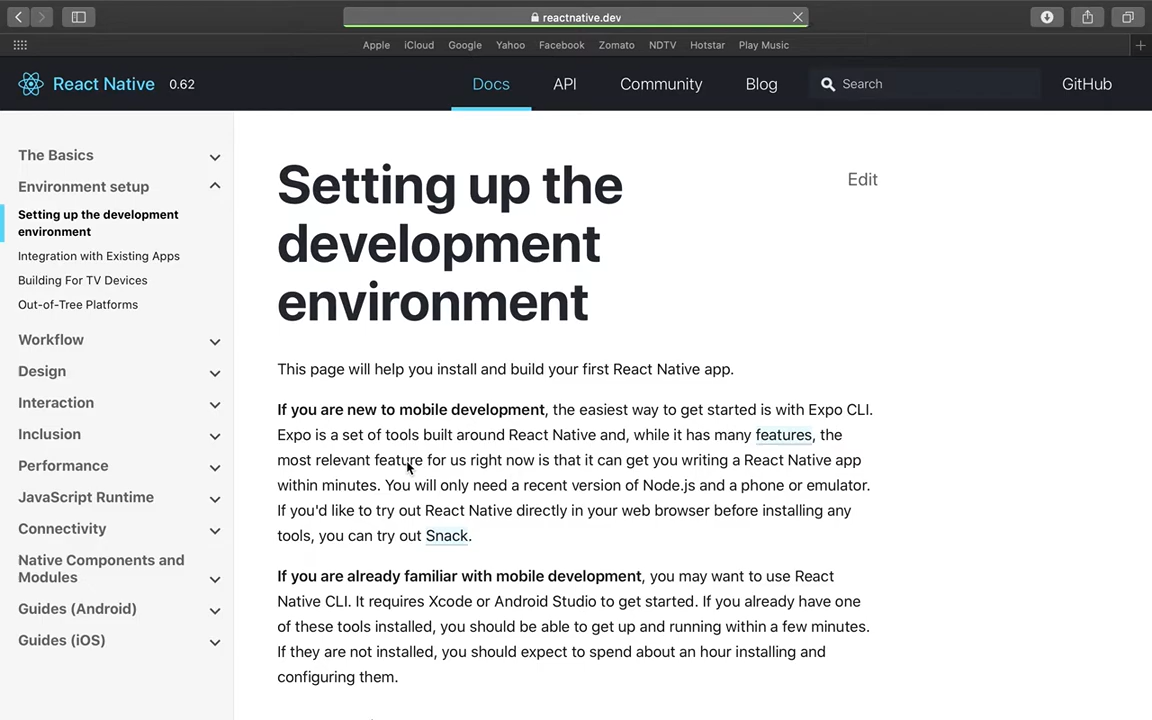 reactnative.dev
Apple iCloud Google Yahoo Facebook Zomato NDTV Hotstar Play Music
React Native 0.62 Docs API Community Blog Search GitHub
The Basics
Environment setup
Setting up the development
environment
Integration with Existing Apps
Building For TV Devices
Out-of-Tree Platforms
Workflow
Design
Interaction
Inclusion
Performance
JavaScript Runtime
Connectivity
Native Components and
Modules
Guides (Android)
Guides (iOS)
Setting up the
development
environment
Edit
This page will help you install and build your first React Native app.
If you are new to mobile development, the easiest way to get started is with Expo CLI.
Expo is a set of tools built around React Native and, while it has many features, the
most relevant feature for us right now is that it can get you writing a React Native app
within minutes. You will only need a recent version of Node.js and a phone or emulator.
If you'd like to try out React Native directly in your web browser before installing any
tools, you can try out Snack.
If you are already familiar with mobile development, you may want to use React
Native CLI. It requires Xcode or Android Studio to get started. If you already have one
of these tools installed, you should be able to get up and running within a few minutes.
If they are not installed, you should expect to spend about an hour installing and
configuring them.